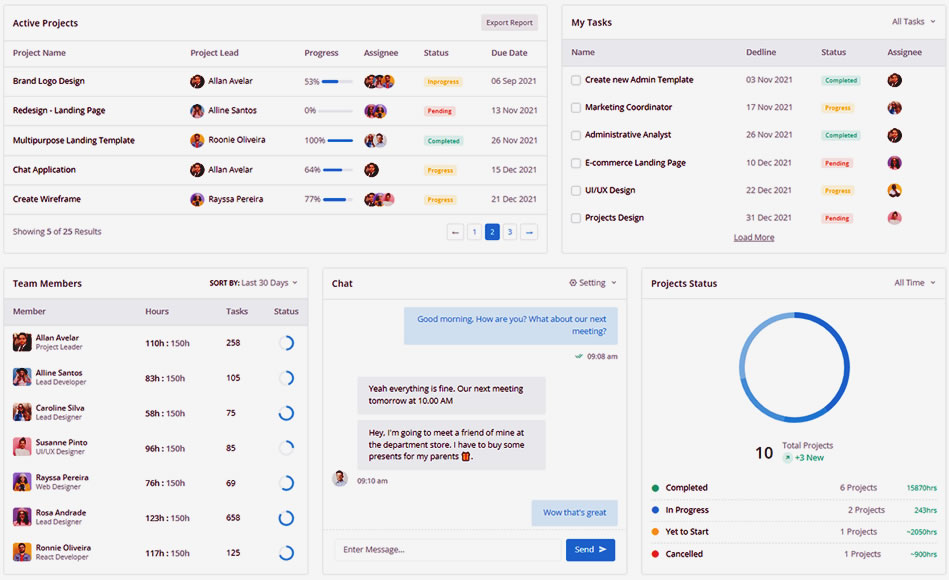 Active Projects
Export Report
Project Name Project Lead Progress Assignee Status Due Date
Brand Logo Design Allan Avelar 53% Inprogress 06 Sep 2021
Redesign - Landing Page Alline Santos 0% Pending 13 Nov 2021
Multipurpose Landing Template Roonie Oliveira 100% Completed 26 Nov 2021
Chat Application Allan Avelar 64% Progress 15 Dec 2021
Create Wireframe Rayssa Pereira 77% Progress 21 Dec 2021
Showing 5 of 25 Results ← 1 2 3 →
My Tasks
All Tasks
Name Dedline Status Assignee
Create new Admin Template 03 Nov 2021 Completed
Marketing Coordinator 17 Nov 2021 Progress
Administrative Analyst 26 Nov 2021 Completed
E-commerce Landing Page 10 Dec 2021 Pending
UI/UX Design 22 Dec 2021 Progress
Projects Design 31 Dec 2021 Pending
Load More
Team Members
SORT BY: Last 30 Days
Member Hours Tasks Status
Allan Avelar
Project Leader
110h : 150h 258
Alline Santos
Lead Developer
83h : 150h 105
Caroline Silva
Lead Designer
58h : 150h 75
Susanne Pinto
UI/UX Designer
96h : 150h 85
Rayssa Pereira
Web Designer
76h : 150h 69
Rosa Andrade
Lead Designer
123h : 150h 658
Ronnie Oliveira
React Developer
117h : 150h 125
Chat
Setting
Good morning, How are you? What about our next
meeting?
09:08 am
Yeah everything is fine. Our next meeting
tomorrow at 10.00 AM
Hey, I'm going to meet a friend of mine at
the department store. I have to buy some
presents for my parents 🎁.
09:10 am
Wow that's great
Enter Message...
Send
Projects Status
All Time
10 Total Projects
+3 New
Completed 6 Projects 15870hrs
In Progress 2 Projects 243hrs
Yet to Start 1 Projects ~2050hrs
Cancelled 1 Projects ~900hrs